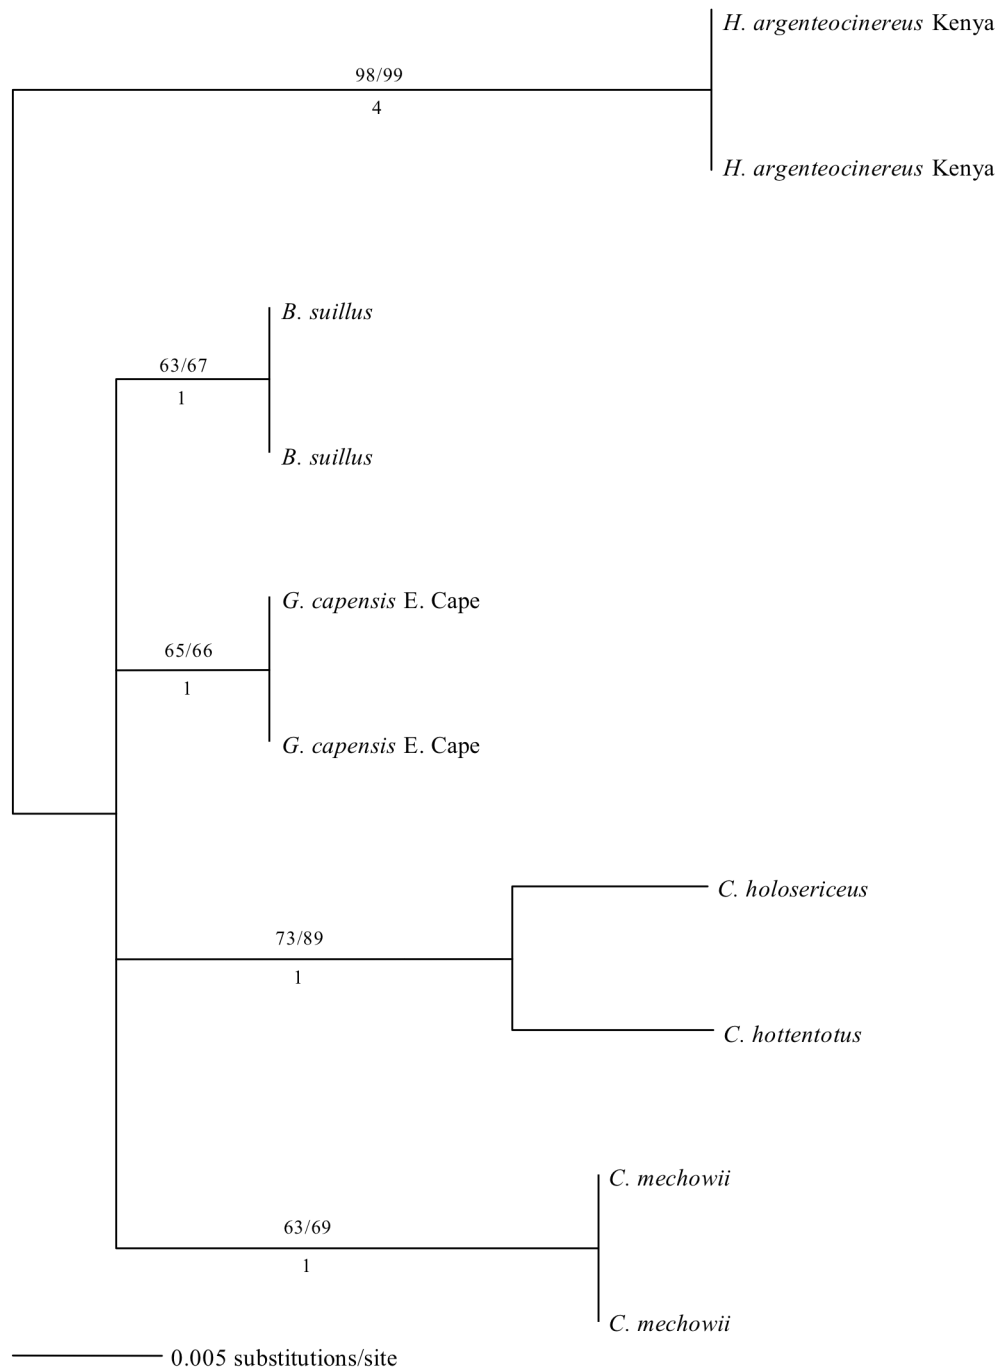 H. argenteocinereus Kenya
98/99
4
H. argenteocinereus Kenya
B. suillus
63/67
1
B. suillus
G. capensis E. Cape
65/66
1
G. capensis E. Cape
C. holosericeus
73/89
1
C. hottentotus
C. mechowii
63/69
1
C. mechowii
0.005 substitutions/site